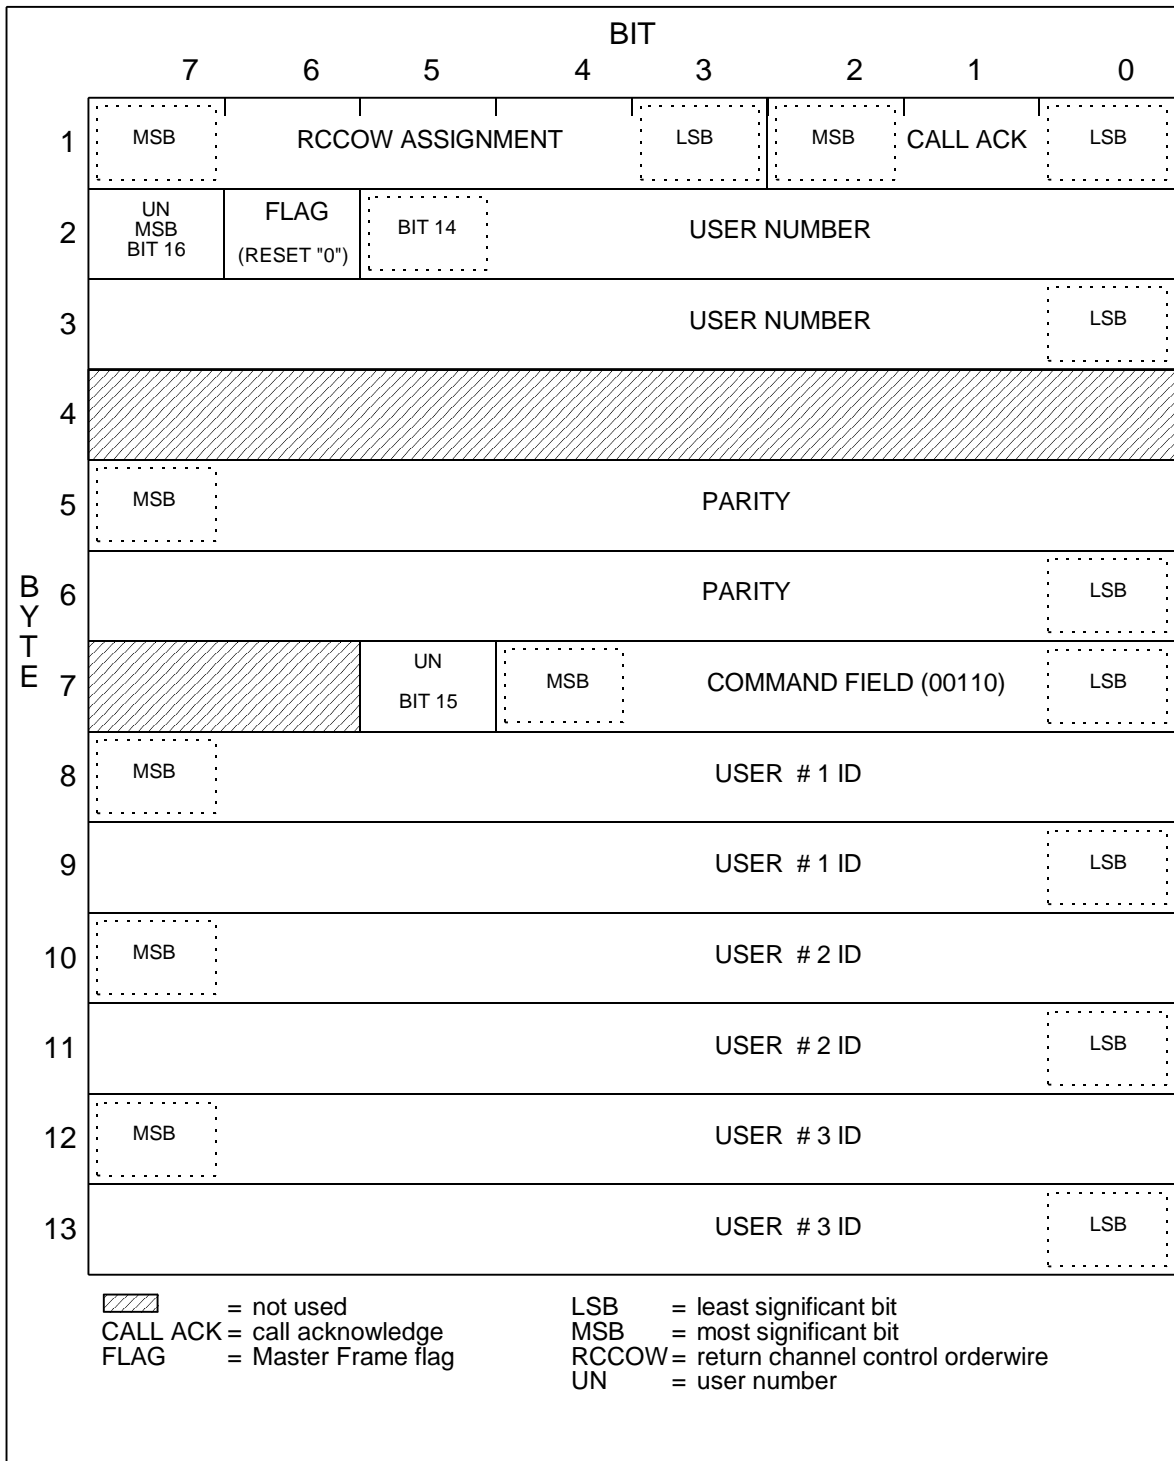 BIT
7 6 5 4 3 2 1 0
1 MSB RCCOW ASSIGNMENT LSB MSB CALL ACK LSB
2 UN MSB BIT 16 FLAG (RESET "0") BIT 14 USER NUMBER
3 USER NUMBER LSB
4
5 MSB PARITY
BYTE
6 PARITY LSB
7 UN BIT 15 MSB COMMAND FIELD (00110) LSB
8 MSB USER # 1 ID
9 USER # 1 ID LSB
10 MSB USER # 2 ID
11 USER # 2 ID LSB
12 MSB USER # 3 ID
13 USER # 3 ID LSB
= not used
CALL ACK = call acknowledge
FLAG = Master Frame flag
LSB = least significant bit
MSB = most significant bit
RCCOW = return channel control orderwire
UN = user number